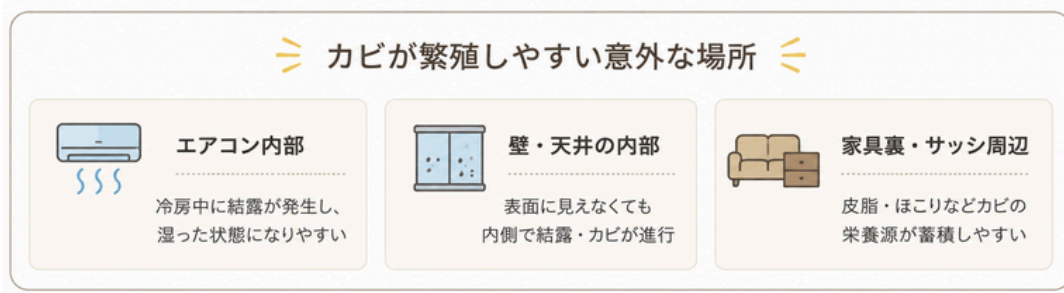 カビが繁殖しやすい意外な場所
エアコン内部
冷房中に結露が発生し、
湿った状態になりやすい
壁・天井の内部
表面に見えなくても
内側で結露・カビが進行
家具裏・サッシ周辺
皮脂・ほこりなどカビの
栄養源が蓄積しやすい